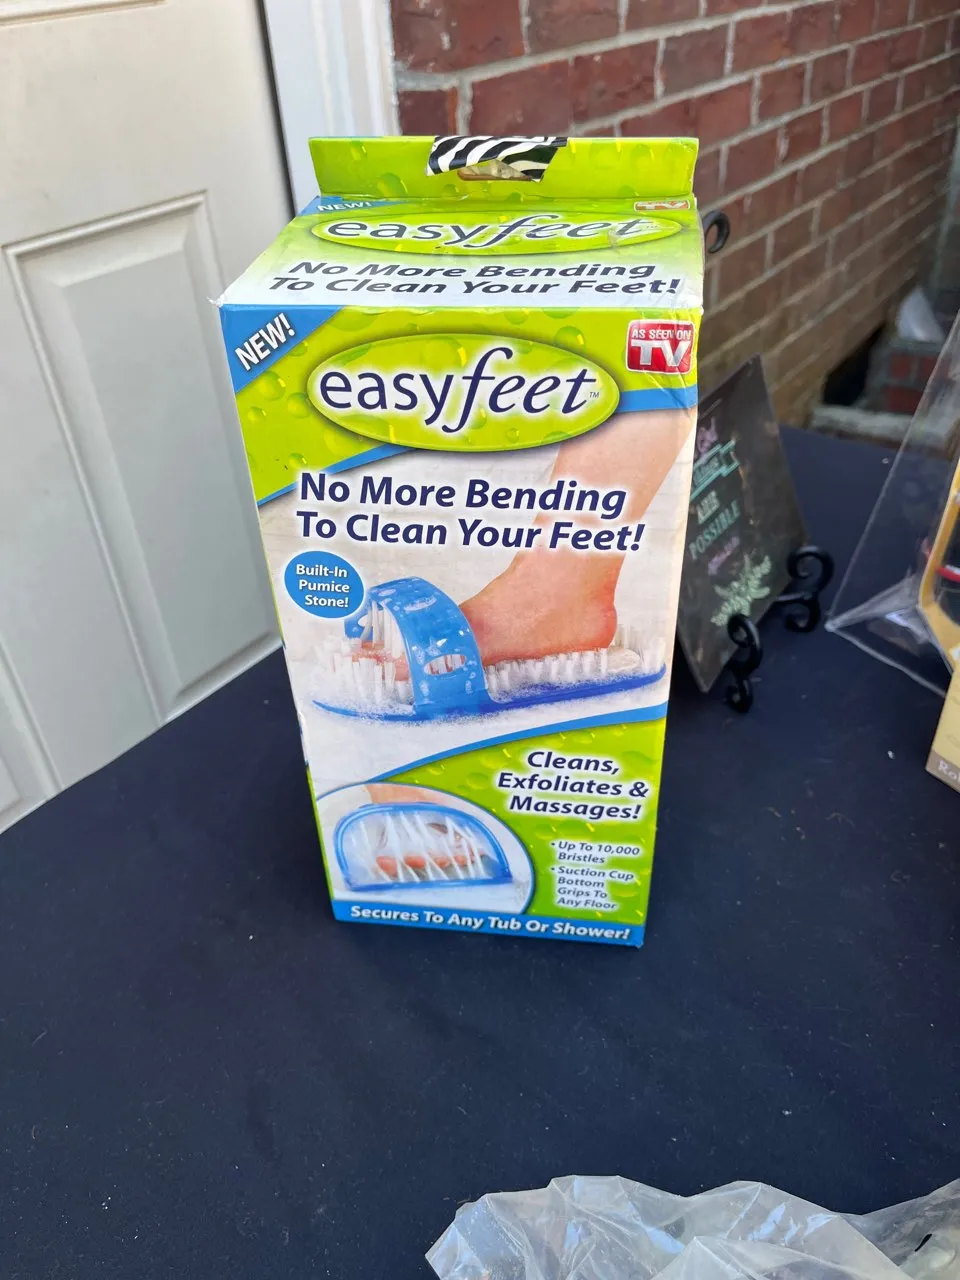 NEW!
easyfeet
No More Bending
To Clean Your Feet!
NEW!
AS SEEN ON
TV
easyfeet™
No More Bending
To Clean Your Feet!
Built-In
Pumice
Stone!
Cleans,
Exfoliates &
Massages!
• Up To 10,000
Bristles
• Suction Cup
Bottom
Grips To
Any Floor
Secures To Any Tub Or Shower!
POSSIBLE